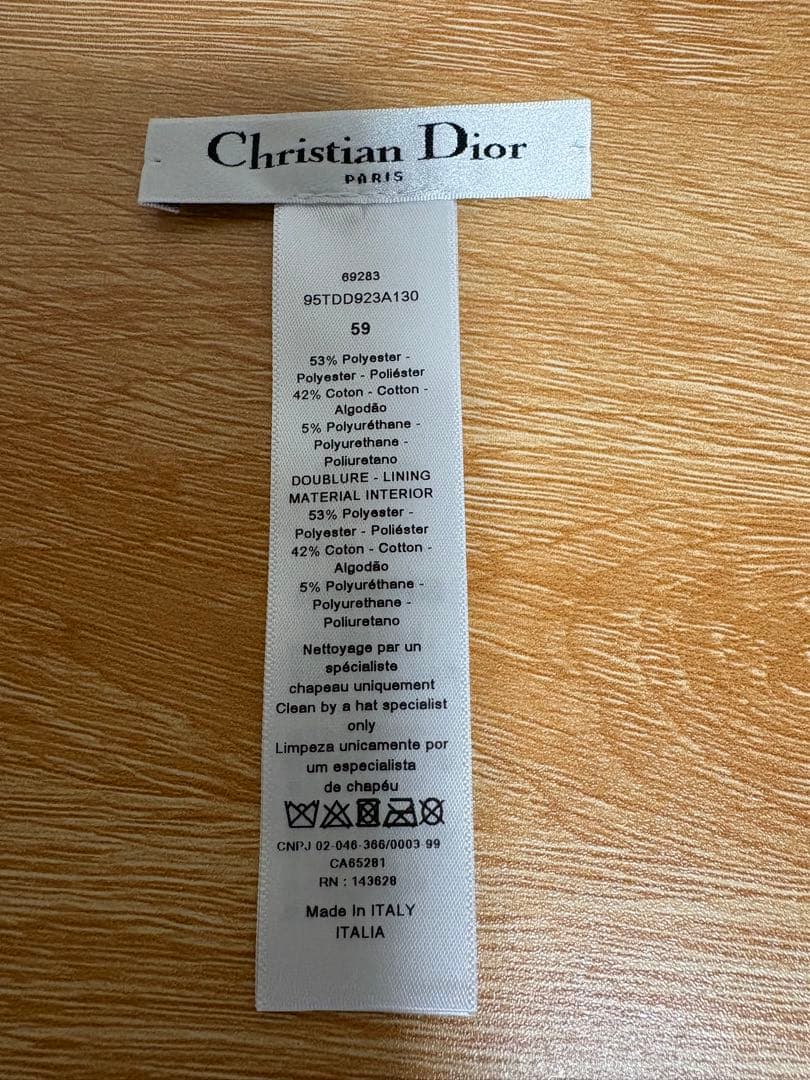 Christian Dior
PARIS
69283
95TDD923A130
59
53% Polyester -
Polyester - Poliéster
42% Coton - Cotton -
Algodão
5% Polyuréthane -
Polyurethane -
Poliuretano
DOUBLURE - LINING
MATERIAL INTERIOR
53% Polyester -
Polyester - Poliéster
42% Coton - Cotton -
Algodão
5% Polyuréthane -
Polyurethane -
Poliuretano
Nettoyage par un
spécialiste
chapeau uniquement
Clean by a hat specialist
only
Limpeza unicamente por
um especialista
de chapéu
CNPJ 02-046-366/0003-99
CA65281
RN : 143628
Made In ITALY
ITALIA